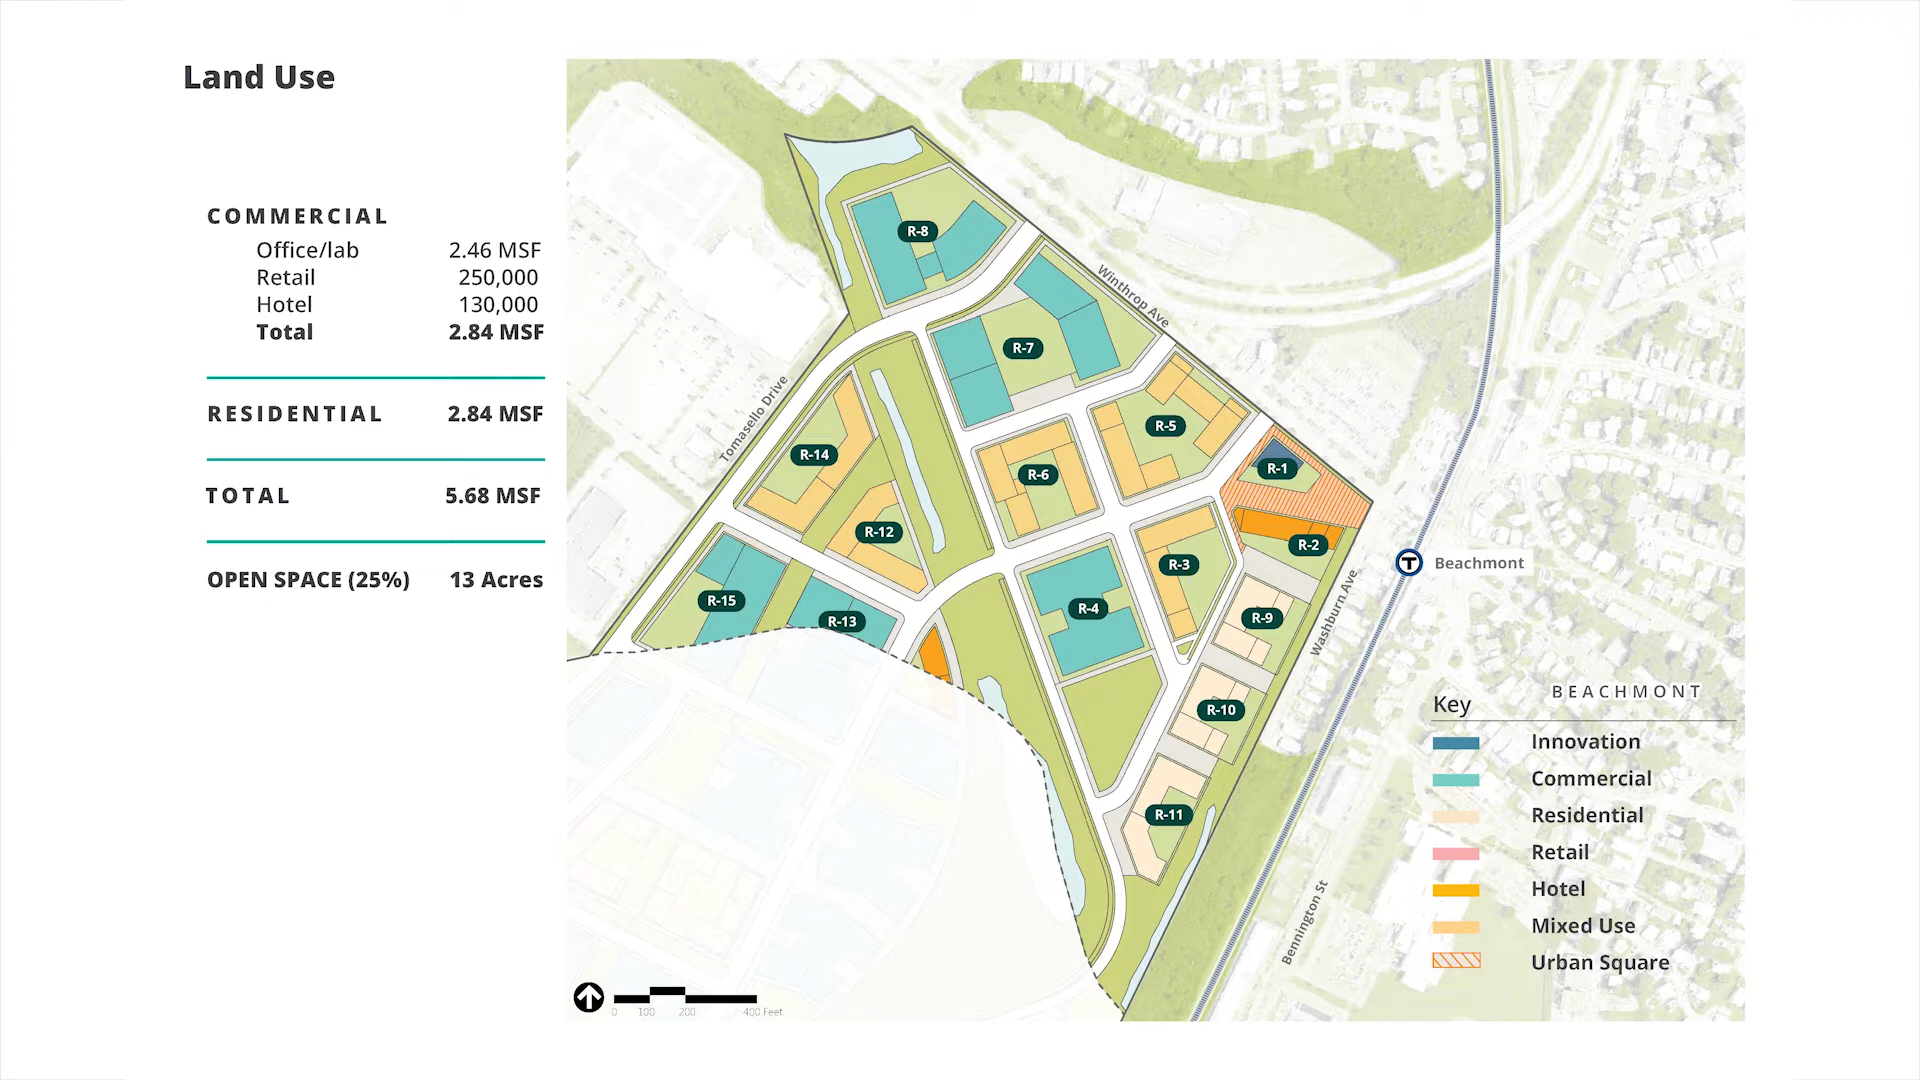 Land Use
COMMERCIAL
Office/lab 2.46 MSF
Retail 250,000
Hotel 130,000
Total 2.84 MSF
RESIDENTIAL 2.84 MSF
TOTAL 5.68 MSF
OPEN SPACE (25%) 13 Acres
R-8
Winthrop Ave
R-7
Tomasello Drive
R-5
R-14
R-1
R-6
R-12
R-2
T Beachmont
R-3
R-15
R-4
R-13
R-9
Washburn Ave
R-10
R-11
Bennington St
BEACHMONT
Key
Innovation
Commercial
Residential
Retail
Hotel
Mixed Use
Urban Square
0 100 200 400 Feet